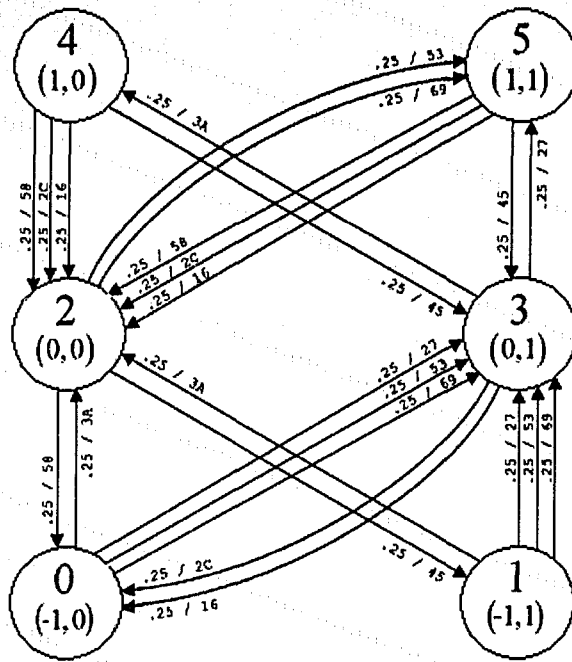 4
(1,0)
5
(1,1)
.25 / 53
.25 / 69
.25 / 3A
.25 / 58
.25 / 2C
.25 / 16
.25 / 45
.25 / 27
.25 / 58
.25 / 2C
.25 / 16
.25 / 45
2
(0,0)
3
(0,1)
.25 / 3A
.25 / 27
.25 / 53
.25 / 69
.25 / 58
.25 / 3A
.25 / 27
.25 / 53
.25 / 69
.25 / 2C
.25 / 16
.25 / 45
0
(-1,0)
1
(-1,1)